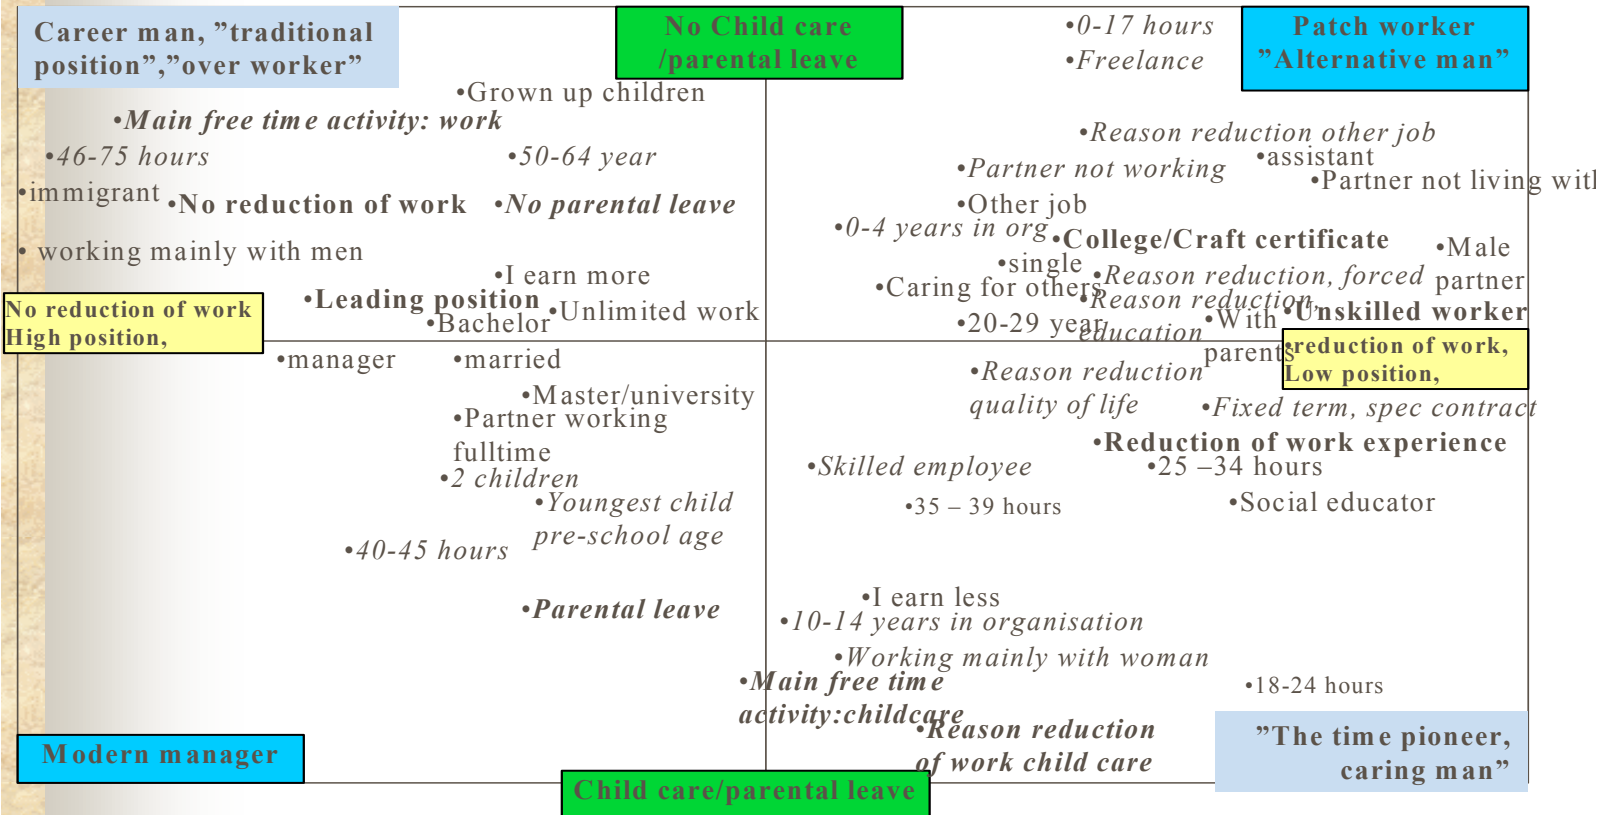 Career man, ”traditional
position”,”over worker”
No Child care
/parental leave
•0-17 hours
•Freelance
Patch worker
”Alternative man”
•Grown up children
•Main free time activity: work
•46-75 hours
•50-64 year
•immigrant
•No reduction of work
•No parental leave
• working mainly with men
•I earn more
•Leading position
•Unlimited work
•Bachelor
No reduction of work
High position,
•Reason reduction other job
•assistant
•Partner not working
•Partner not living with
•Other job
•0-4 years in org
•College/Craft certificate
•Male
partner
•single
•Reason reduction, forced
•Caring for others
•Reason reduction,
education
•20-29 year
•With
parents
•Unskilled worker
•reduction of work,
Low position,
•manager
•married
•Master/university
•Partner working
fulltime
•2 children
•Youngest child
pre-school age
•40-45 hours
•Parental leave
•Reason reduction
quality of life
•Fixed term, spec contract
•Reduction of work experience
•Skilled employee
•25 –34 hours
•35 – 39 hours
•Social educator
•I earn less
•10-14 years in organisation
•Working mainly with woman
•Main free time
activity:childcare
•18-24 hours
•Reason reduction
of work child care
Modern manager
Child care/parental leave
”The time pioneer,
caring man”